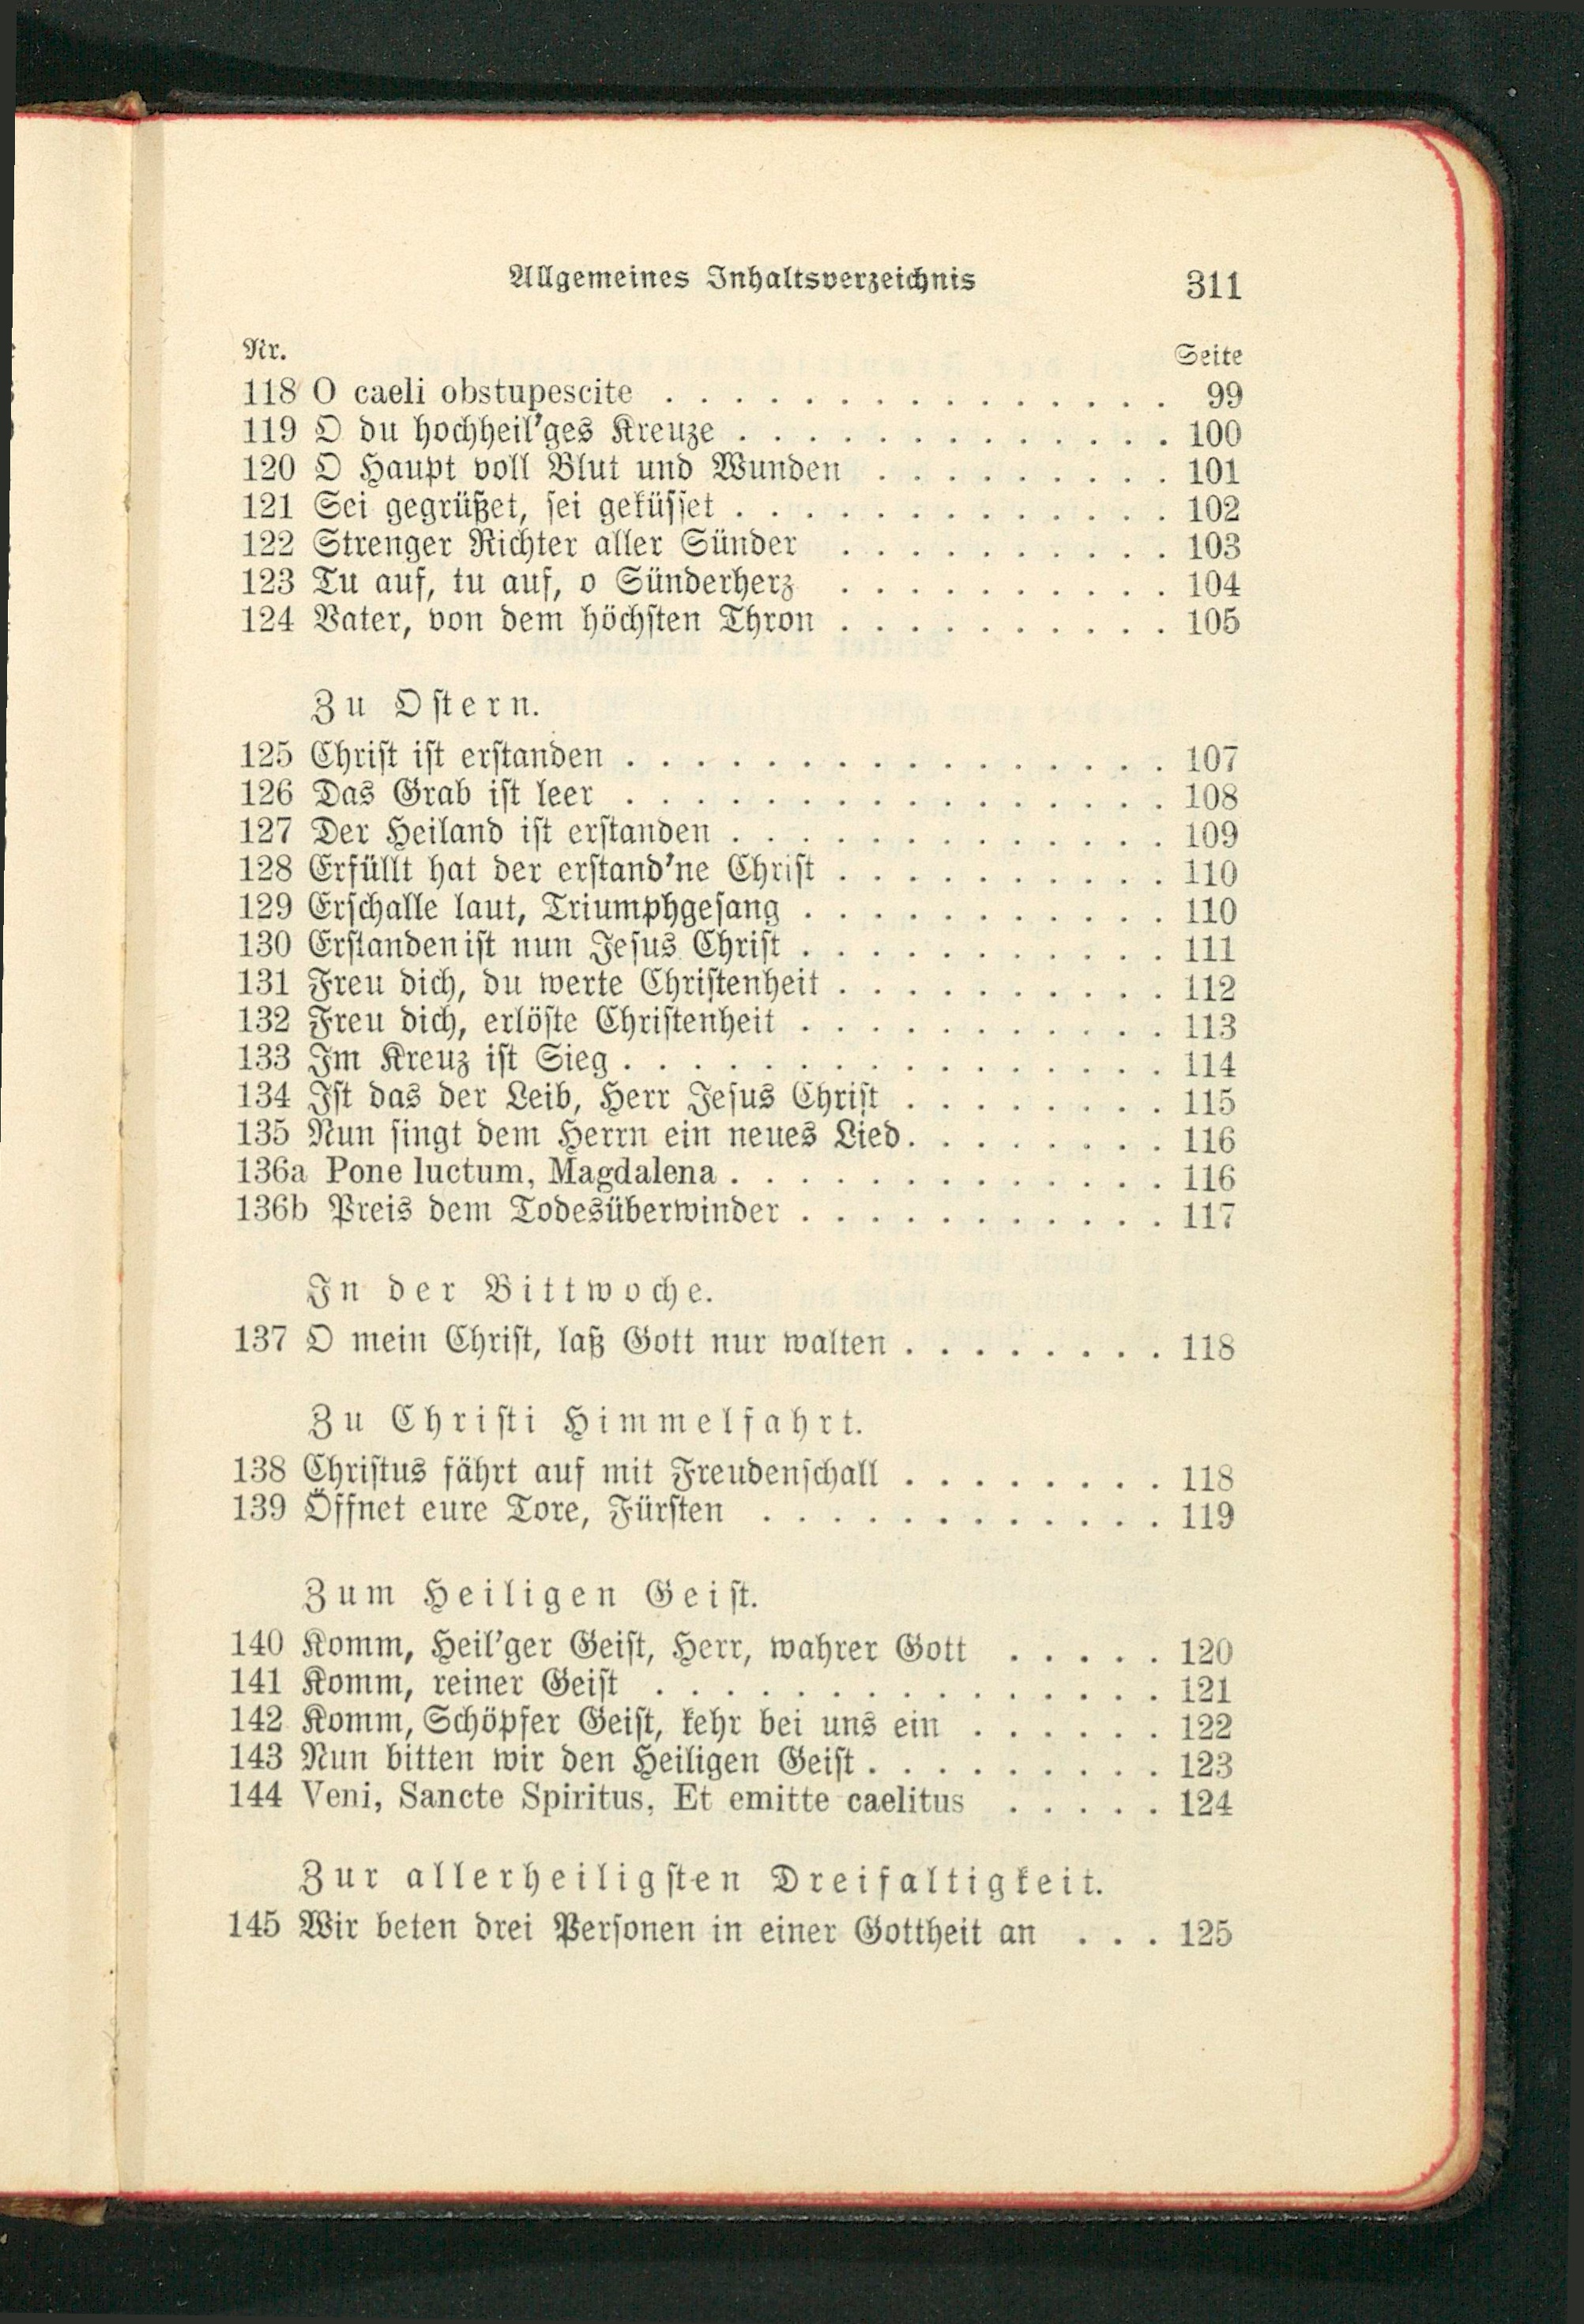 Allgemeines Inhaltsverzeichnis 311
Nr. Seite
118 O caeli obstupescite . . . . . . . . . . . . . . . 99
119 O du hochheil'ges Kreuze . . . . . . . . . . . . . 100
120 O Haupt voll Blut und Wunden . . . . . . . . . 101
121 Sei gegrüßet, sei geküsset . . . . . . . . . . . . . 102
122 Strenger Richter aller Sünder . . . . . . . . . . 103
123 Tu auf, tu auf, o Sünderherz . . . . . . . . . . 104
124 Vater, von dem höchsten Thron . . . . . . . . . . 105
Zu Ostern.
125 Christ ist erstanden . . . . . . . . . . . . . . . . 107
126 Das Grab ist leer . . . . . . . . . . . . . . . . 108
127 Der Heiland ist erstanden . . . . . . . . . . . . . 109
128 Erfüllt hat der erstand'ne Christ . . . . . . . . . . 110
129 Erschalle laut, Triumphgesang . . . . . . . . . . . 110
130 Erstanden ist nun Jesus Christ . . . . . . . . . . . 111
131 Freu dich, du werte Christenheit . . . . . . . . . . 112
132 Freu dich, erlöste Christenheit . . . . . . . . . . . 113
133 Im Kreuz ist Sieg . . . . . . . . . . . . . . . . 114
134 Ist das der Leib, Herr Jesus Christ . . . . . . . . 115
135 Nun singt dem Herrn ein neues Lied . . . . . . . . 116
136a Pone luctum, Magdalena . . . . . . . . . . . . . 116
136b Preis dem Todesüberwinder . . . . . . . . . . . 117
In der Bittwoche.
137 O mein Christ, laß Gott nur walten . . . . . . . . 118
Zu Christi Himmelfahrt.
138 Christus fährt auf mit Freudenschall . . . . . . . . 118
139 Öffnet eure Tore, Fürsten . . . . . . . . . . . . 119
Zum Heiligen Geist.
140 Komm, Heil'ger Geist, Herr, wahrer Gott . . . . . 120
141 Komm, reiner Geist . . . . . . . . . . . . . . . 121
142 Komm, Schöpfer Geist, kehr bei uns ein . . . . . . 122
143 Nun bitten wir den Heiligen Geist . . . . . . . . . 123
144 Veni, Sancte Spiritus, Et emitte caelitus . . . . . 124
Zur allerheiligsten Dreifaltigkeit.
145 Wir beten drei Personen in einer Gottheit an . . . 125